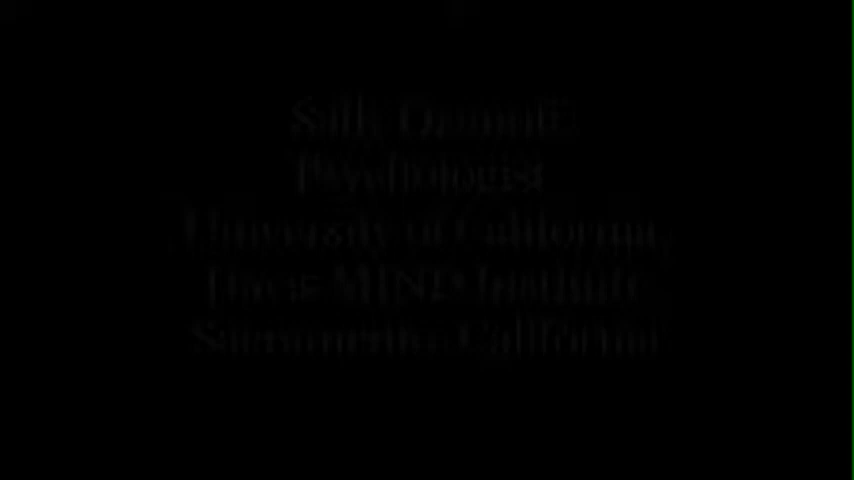 Sally Ozonoff,
Psychologist
University of California,
Davis MIND Institute
Sacramento, California